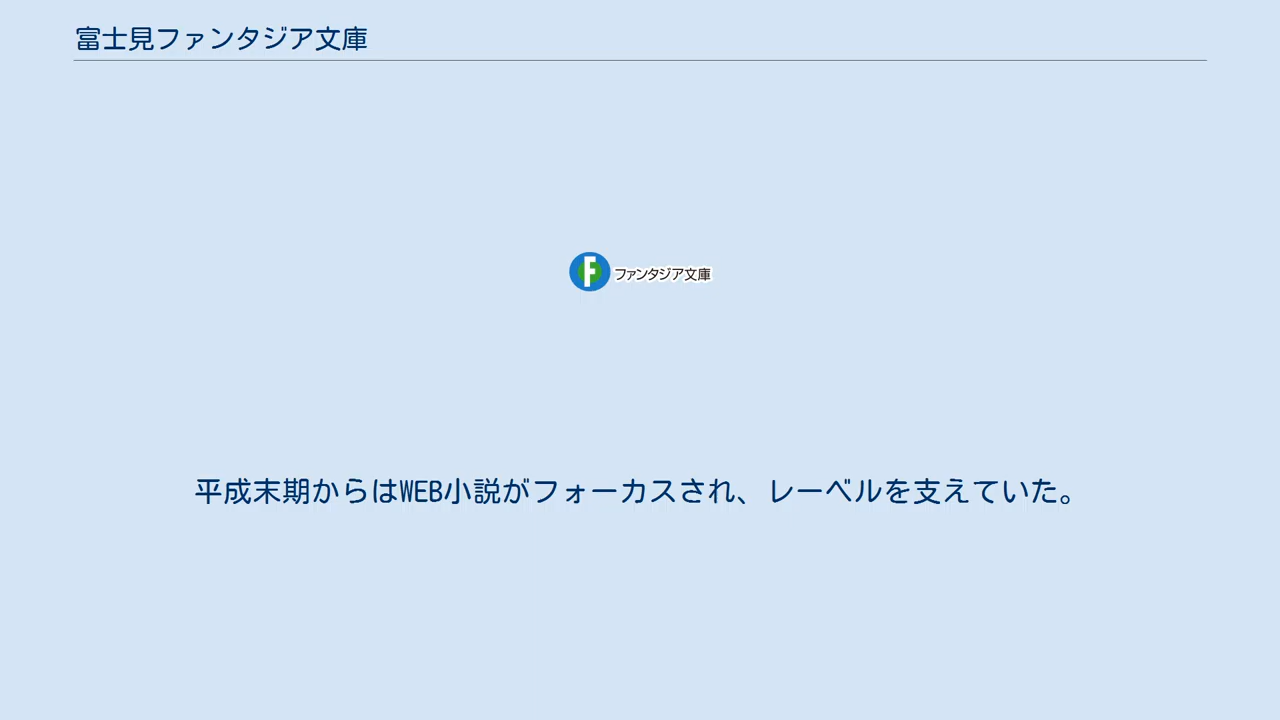 富士見ファンタジア文庫
F ファンタジア文庫
平成末期からはWEB小説がフォーカスされ、レーベルを支えていた。